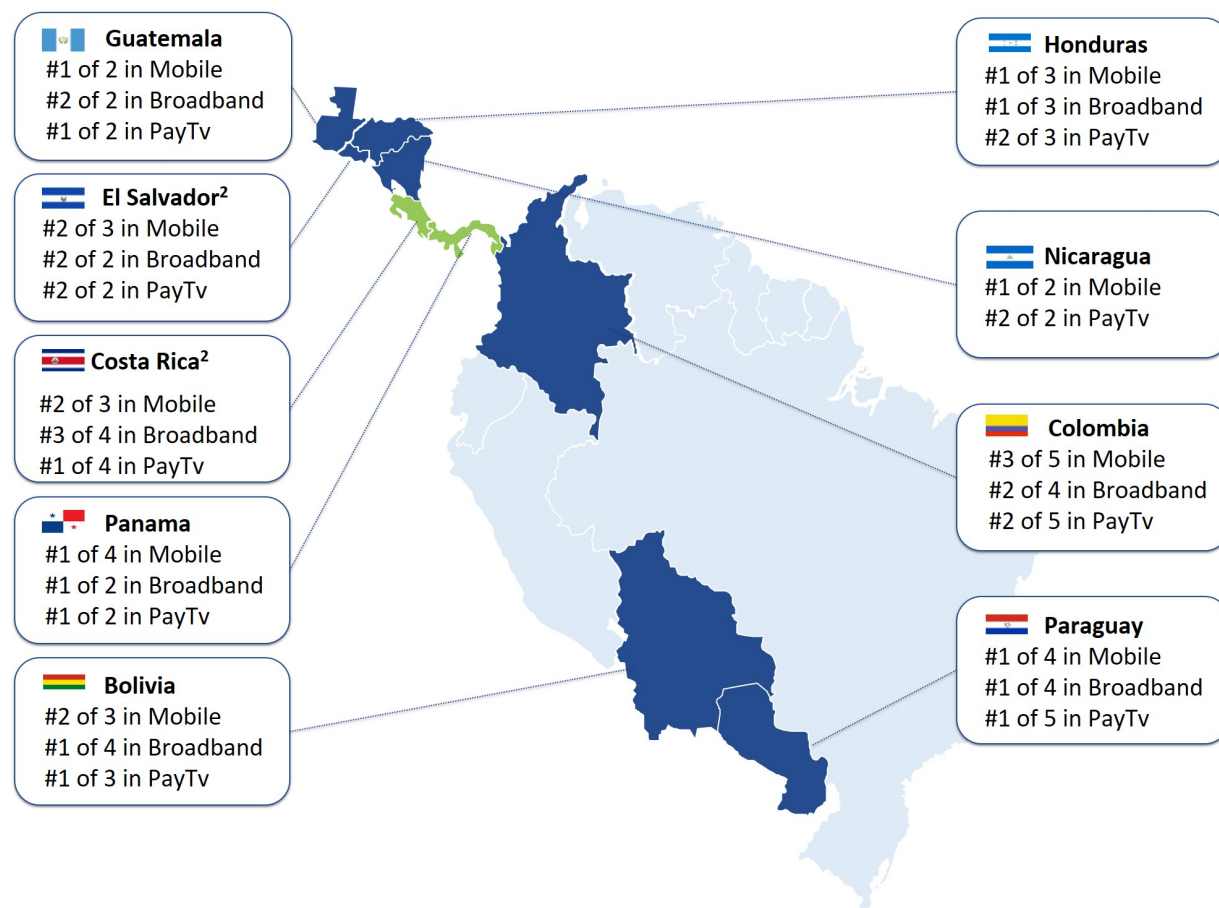 Guatemala
#1 of 2 in Mobile
#2 of 2 in Broadband
#1 of 2 in PayTv
El Salvador²
#2 of 3 in Mobile
#2 of 2 in Broadband
#2 of 2 in PayTv
Costa Rica²
#2 of 3 in Mobile
#3 of 4 in Broadband
#1 of 4 in PayTv
Panama
#1 of 4 in Mobile
#1 of 2 in Broadband
#1 of 2 in PayTv
Bolivia
#2 of 3 in Mobile
#1 of 4 in Broadband
#1 of 3 in PayTv
Honduras
#1 of 3 in Mobile
#1 of 3 in Broadband
#2 of 3 in PayTv
Nicaragua
#1 of 2 in Mobile
#2 of 2 in PayTv
Colombia
#3 of 5 in Mobile
#2 of 4 in Broadband
#2 of 5 in PayTv
Paraguay
#1 of 4 in Mobile
#1 of 4 in Broadband
#1 of 5 in PayTv